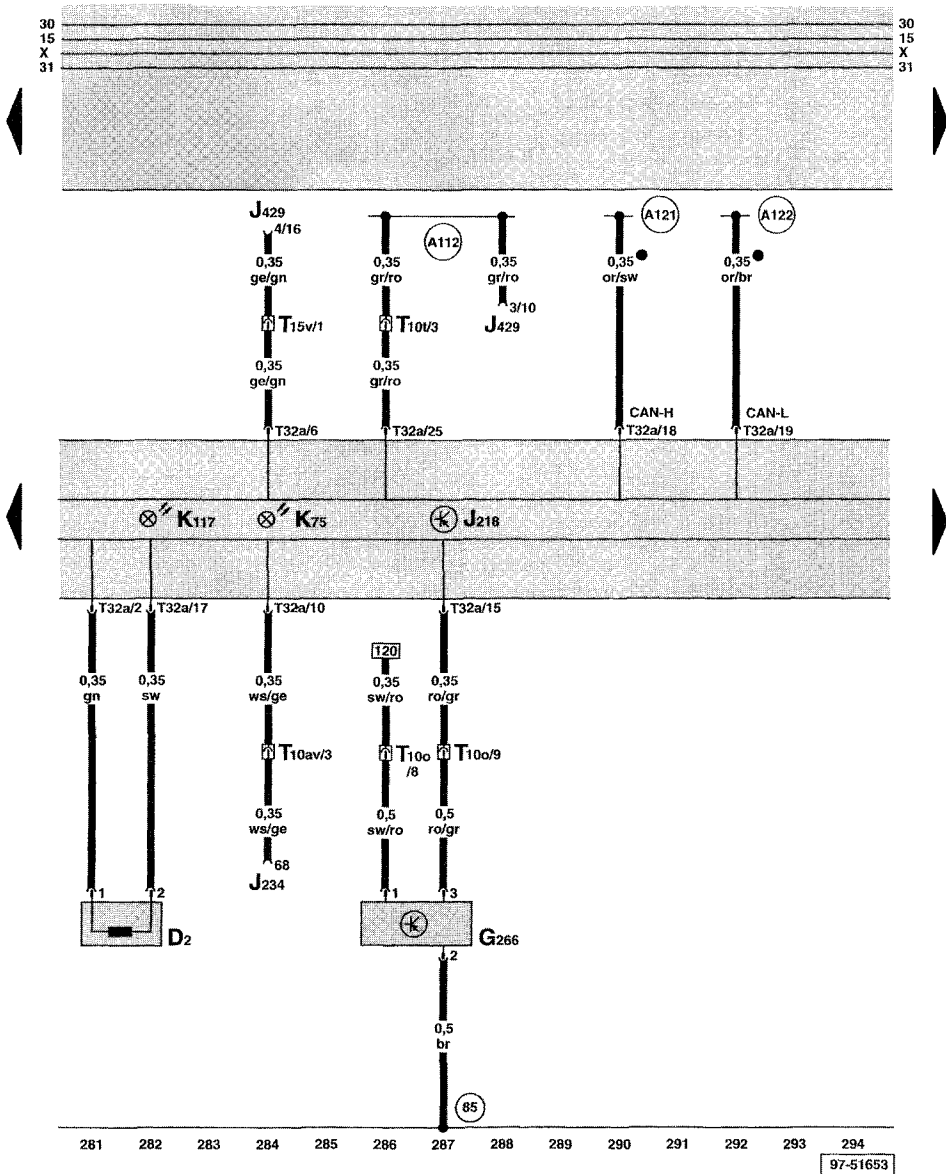 30 30
15 15
X X
31 31
J429
4/16
A121 A122
A112
0,35 0,35 0,35 0,35 0,35
ge/gn gr/ro gr/ro or/sw or/br
3/10
T15v/1 T10t/3 J429
0,35 0,35
ge/gn gr/ro
CAN-H CAN-L
T32a/6 T32a/25 T32a/18 T32a/19
K117 K75 J218
T32a/2 T32a/17 T32a/10 T32a/15
120
0,35 0,35 0,35 0,35 0,35
gn sw ws/ge sw/ro ro/gr
T10av/3 T10o T10o/9
/8
0,35 0,5 0,5
ws/ge sw/ro ro/gr
68
J234
1 2 1 3
D2 G266
2
0,5
br
85
281 282 283 284 285 286 287 288 289 290 291 292 293 294
97-51653